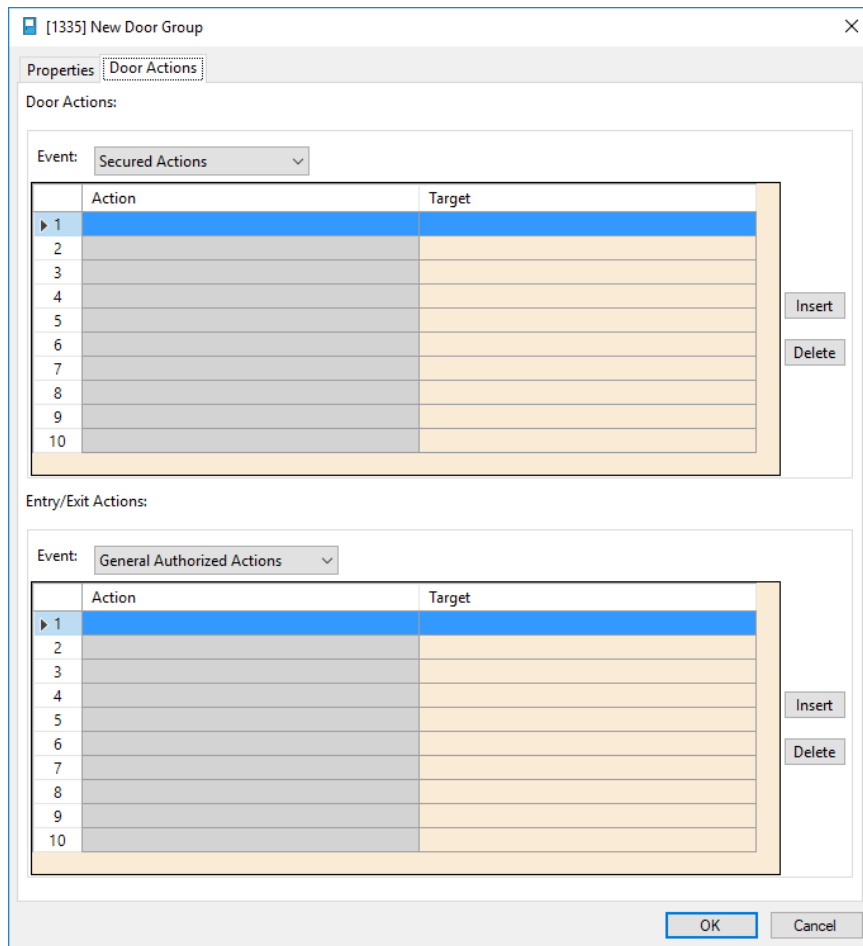 [1335] New Door Group
Properties Door Actions
Door Actions:
Event: Secured Actions
Action Target
1
2
3
4
5
6
7
8
9
10
Insert
Delete
Entry/Exit Actions:
Event: General Authorized Actions
Action Target
1
2
3
4
5
6
7
8
9
10
Insert
Delete
OK Cancel